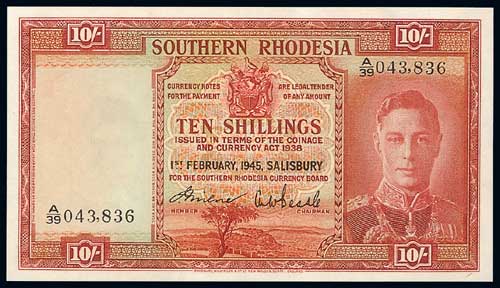 10/- 10/-
SOUTHERN RHODESIA
A/39 043,836
CURRENCY NOTES ARE LEGAL TENDER
FOR THE PAYMENT OF ANY AMOUNT
TEN SHILLINGS
ISSUED IN TERMS OF THE COINAGE
AND CURRENCY ACT 1938
1ST FEBRUARY, 1945, SALISBURY
FOR THE SOUTHERN RHODESIA CURRENCY BOARD
A/39 043,836
MEMBER CHAIRMAN
10/- 10/-